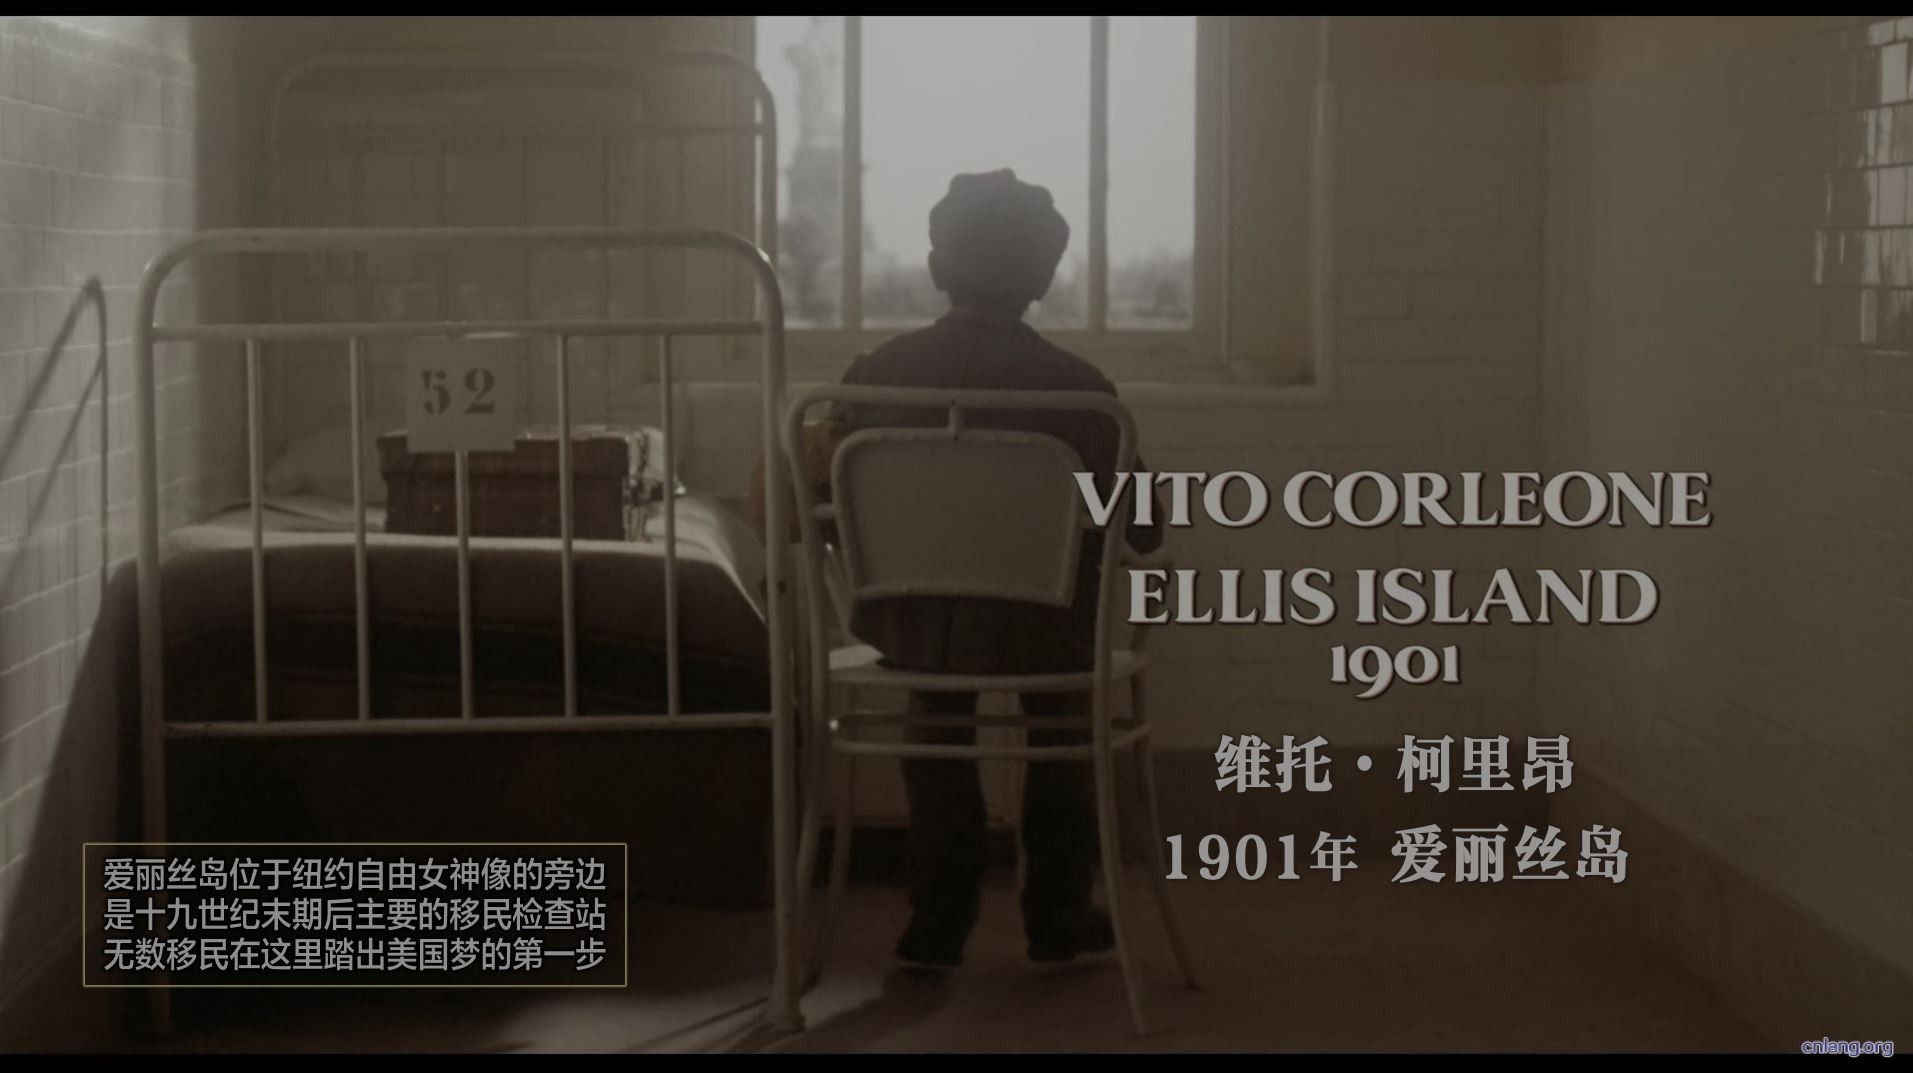 52
VITO CORLEONE
ELLIS ISLAND
1901
维托·柯里昂
1901年 爱丽丝岛
爱丽丝岛位于纽约自由女神像的旁边
是十九世纪末期后主要的移民检查站
无数移民在这里踏出美国梦的第一步
cnlang.org